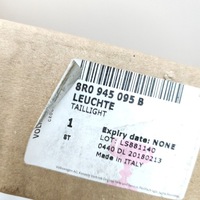 8R0 945 095 B
LEUCHTE
TAILLIGHT
1
ST
Expiry date: NONE
LOT: LS881140
0440 DL 20180213
Made in ITALY